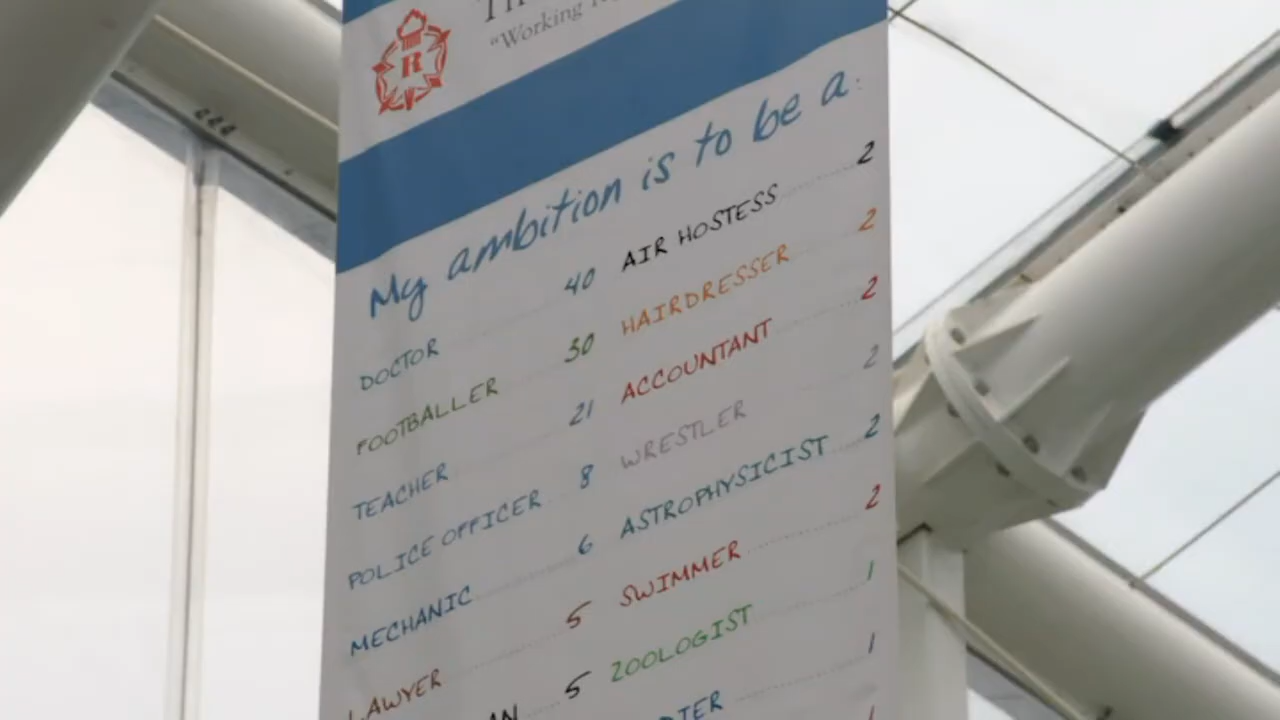 R
"Working
My ambition is to be a:
DOCTOR 40
FOOTBALLER 30
TEACHER 21
POLICE OFFICER 8
MECHANIC 6
LAWYER 5
5
AIR HOSTESS 2
HAIRDRESSER 2
ACCOUNTANT 2
WRESTLER 2
ASTROPHYSICIST 2
SWIMMER 2
ZOOLOGIST 1
1
1